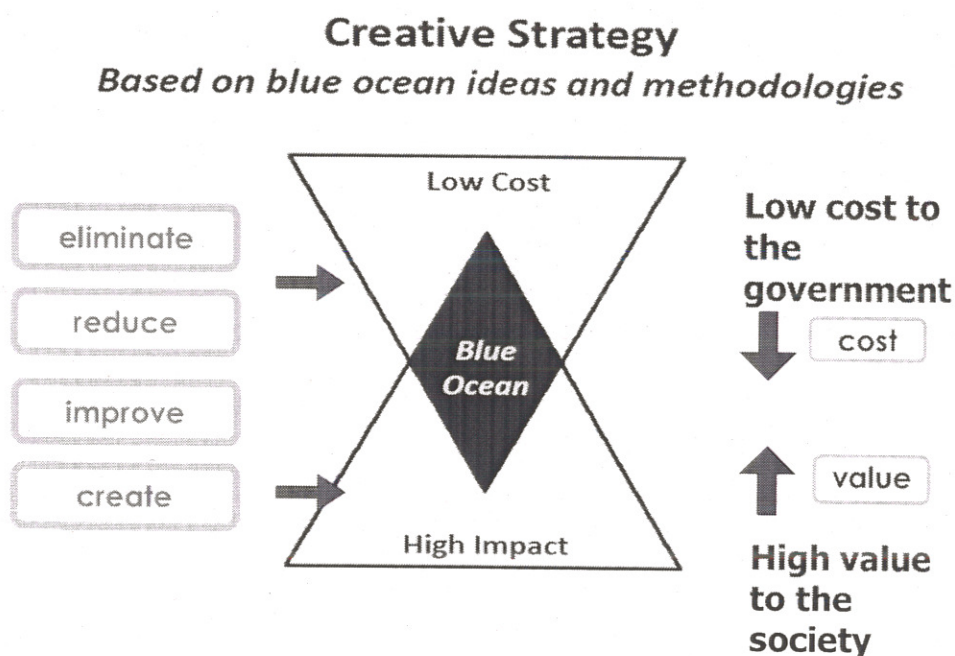 Creative Strategy
Based on blue ocean ideas and methodologies
eliminate
reduce
improve
create
Low Cost
Blue
Ocean
High Impact
Low cost to
the
government
cost
value
High value
to the
society